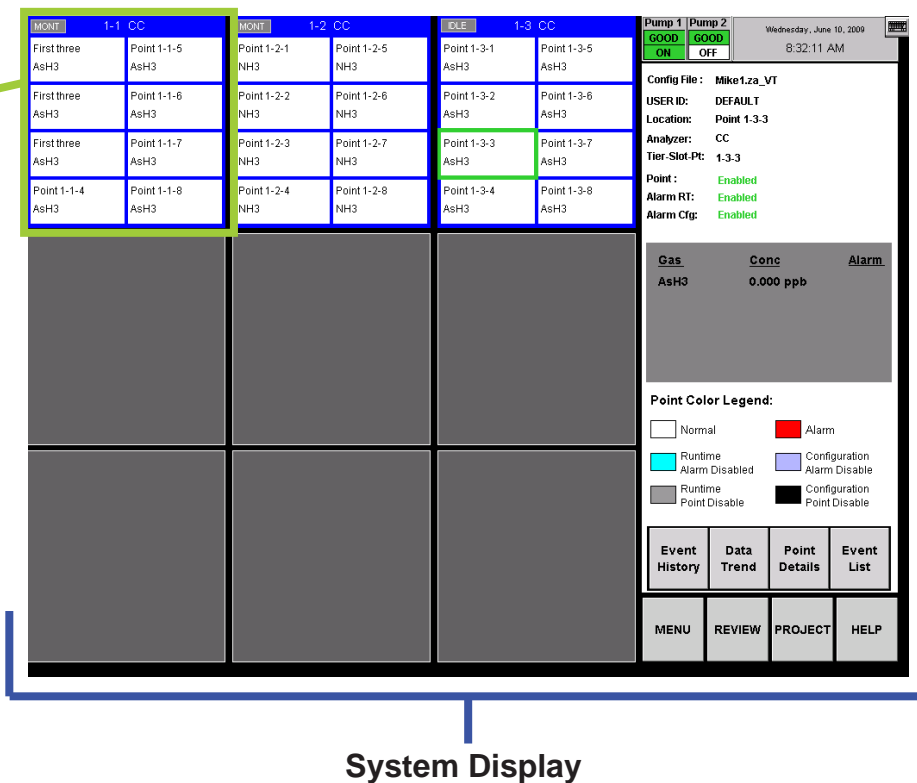 MONT 1-1 CC
First three Point 1-1-5
AsH3 AsH3
First three Point 1-1-6
AsH3 AsH3
First three Point 1-1-7
AsH3 AsH3
Point 1-1-4 Point 1-1-8
AsH3 AsH3
MONT 1-2 CC
Point 1-2-1 Point 1-2-5
NH3 NH3
Point 1-2-2 Point 1-2-6
NH3 NH3
Point 1-2-3 Point 1-2-7
NH3 NH3
Point 1-2-4 Point 1-2-8
NH3 NH3
IDLE 1-3 CC
Point 1-3-1 Point 1-3-5
AsH3 AsH3
Point 1-3-2 Point 1-3-6
AsH3 AsH3
Point 1-3-3 Point 1-3-7
AsH3 AsH3
Point 1-3-4 Point 1-3-8
AsH3 AsH3
Pump 1 Pump 2
GOOD GOOD
ON OFF
Wednesday, June 10, 2009
8:32:11 AM
Config File : Mike1.za_VT
USER ID: DEFAULT
Location: Point 1-3-3
Analyzer: CC
Tier-Slot-Pt: 1-3-3
Point : Enabled
Alarm RT: Enabled
Alarm Cfg: Enabled
Gas Conc Alarm
AsH3 0.000 ppb
Point Color Legend:
Normal Alarm
Runtime Configuration
Alarm Disabled Alarm Disable
Runtime Configuration
Point Disable Point Disable
Event Data Point Event
History Trend Details List
MENU REVIEW PROJECT HELP
System Display